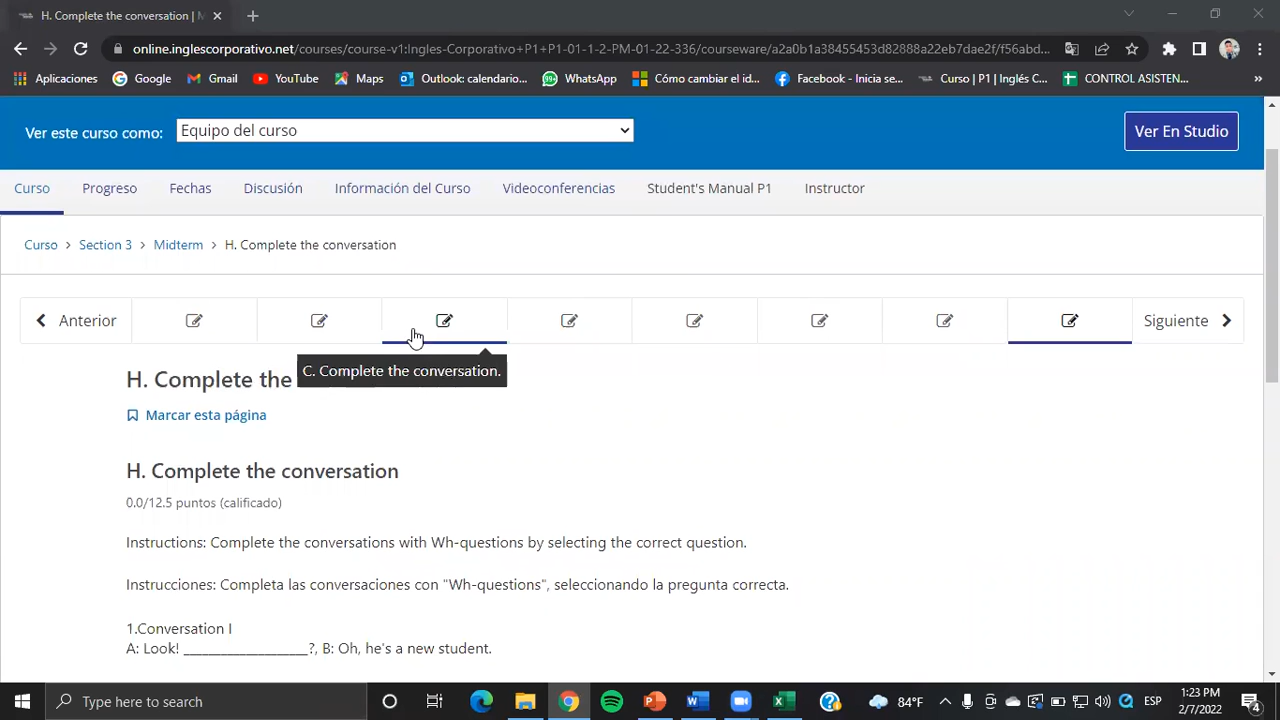 H. Complete the conversation |
online.inglescorporativo.net/courses/course-v1:Ingles-Corporativo+P1+P1-01-1-2-PM-01-22-336/courseware/a2a0b1a38455453d82888a22eb7dae2f/f56abd...
Aplicaciones Google Gmail YouTube Maps Outlook: calendario... WhatsApp Cómo cambiar el id... Facebook - Inicia se... Curso | P1 | Inglés C... CONTROL ASISTEN... »
Ver este curso como: Equipo del curso Ver En Studio
Curso Progreso Fechas Discusión Información del Curso Videoconferencias Student's Manual P1 Instructor
Curso > Section 3 > Midterm > H. Complete the conversation
Anterior Siguiente
C. Complete the conversation.
H. Complete the
Marcar esta página
H. Complete the conversation
0.0/12.5 puntos (calificado)
Instructions: Complete the conversations with Wh-questions by selecting the correct question.
Instrucciones: Completa las conversaciones con "Wh-questions", seleccionando la pregunta correcta.
1.Conversation I
A: Look! ___________________?, B: Oh, he's a new student.
Type here to search 84°F ESP 1:23 PM
2/7/2022 4